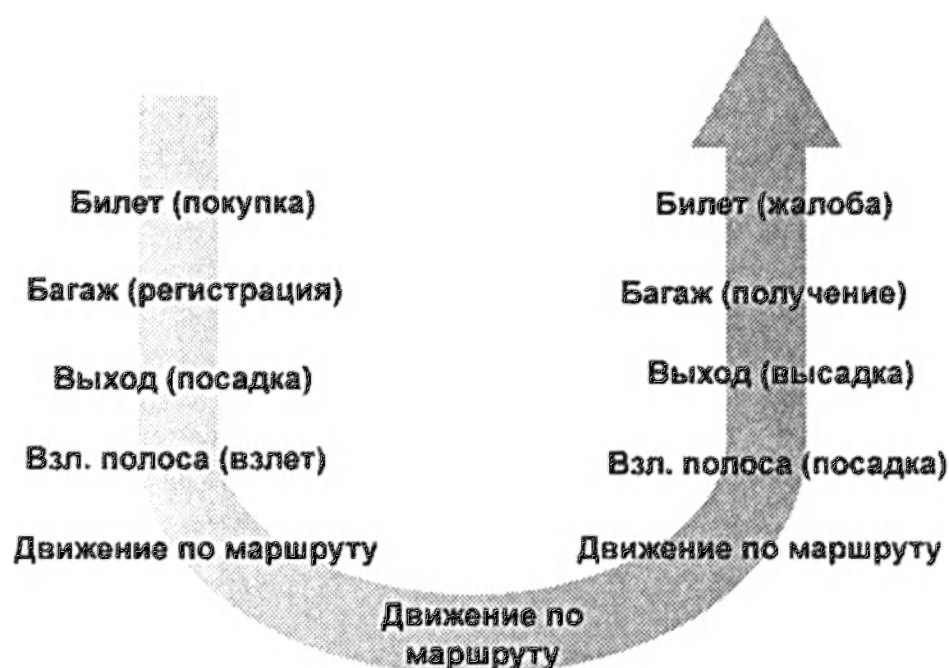 Билет (покупка)
Багаж (регистрация)
Выход (посадка)
Взл. полоса (взлет)
Движение по маршруту
Движение по
маршруту
Билет (жалоба)
Багаж (получение)
Выход (высадка)
Взл. полоса (посадка)
Движение по маршруту